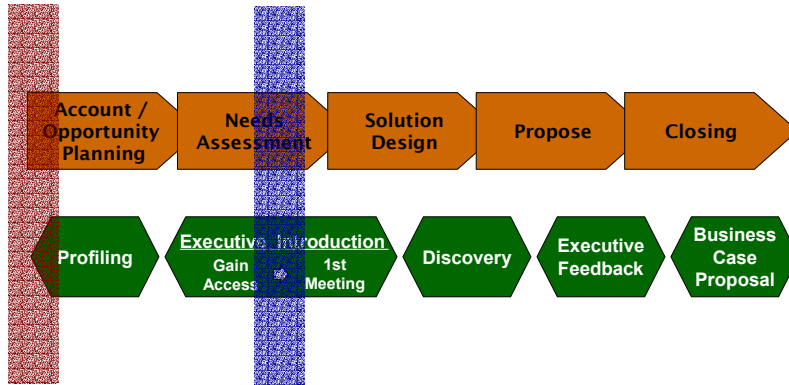 Account /
Opportunity
Planning
Needs
Assessment
Solution
Design
Propose
Closing
Profiling
Executive Introduction
Gain
Access
1st
Meeting
Discovery
Executive
Feedback
Business
Case
Proposal